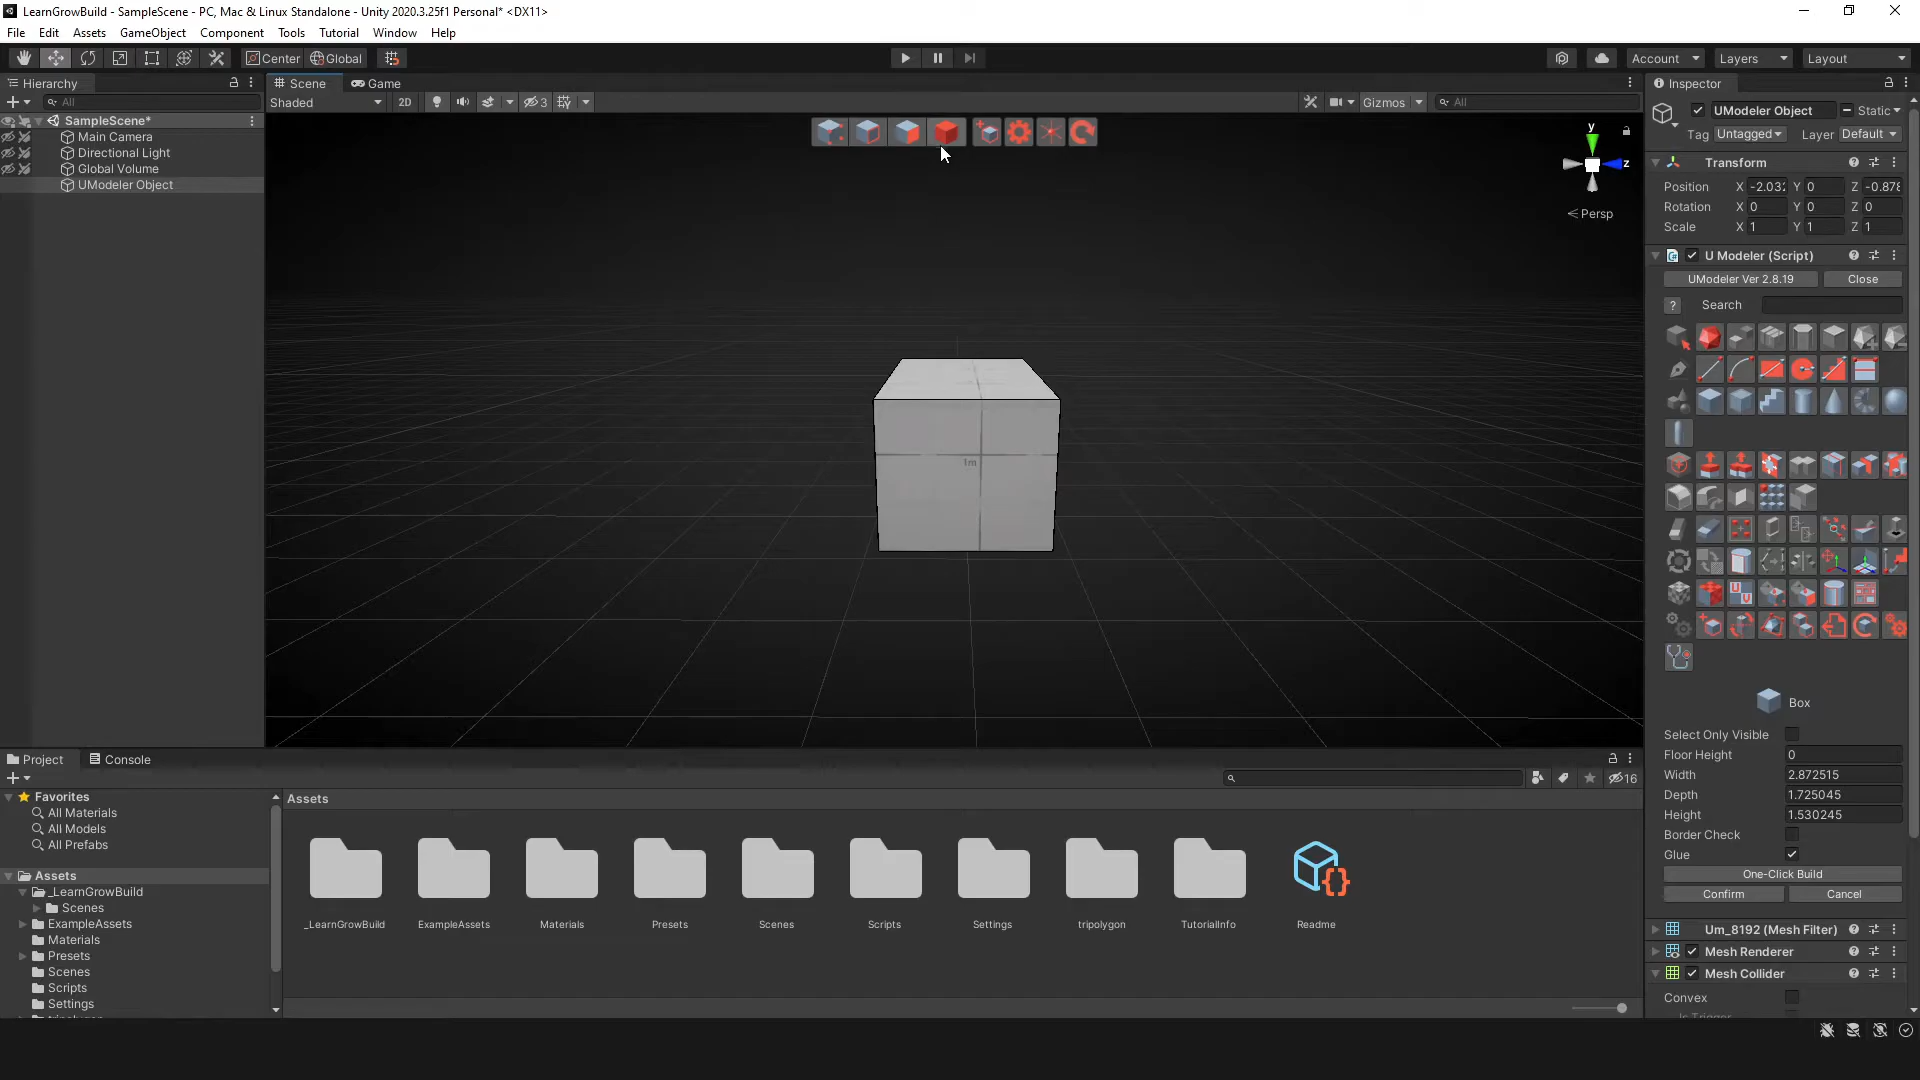 LearnGrowBuild - SampleScene - PC, Mac & Linux Standalone - Unity 2020.3.25f1 Personal* <DX11>
File Edit Assets GameObject Component Tools Tutorial Window Help
Center Global Account Layers Layout
Hierarchy
All
SampleScene*
Main Camera
Directional Light
Global Volume
UModeler Object
Scene Game
Shaded 2D 3 Gizmos All
y
z
Persp
1m
Inspector
UModeler Object Static
Tag Untagged Layer Default
Transform
Position X -2.032 Y 0 Z -0.878
Rotation X 0 Y 0 Z 0
Scale X 1 Y 1 Z 1
U Modeler (Script)
UModeler Ver 2.8.19 Close
? Search
Box
Select Only Visible
Floor Height 0
Width 2.872515
Depth 1.725045
Height 1.530245
Border Check
Glue
One-Click Build
Confirm Cancel
Um_8192 (Mesh Filter)
Mesh Renderer
Mesh Collider
Convex
Is Trigger
Project Console
16
Favorites
All Materials
All Models
All Prefabs
Assets
_LearnGrowBuild
Scenes
ExampleAssets
Materials
Presets
Scenes
Scripts
Settings
tripolygon
Assets
_LearnGrowBuild ExampleAssets Materials Presets Scenes Scripts Settings tripolygon TutorialInfo Readme